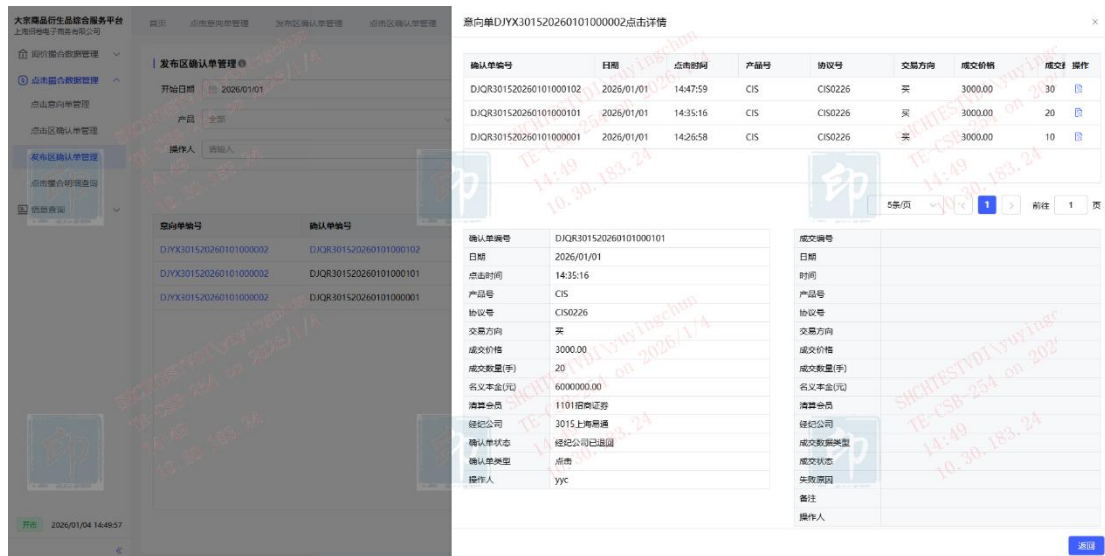 大宗商品衍生品综合服务平台
首页 点击意向单管理 发布区确认单管理 点击区确认单管理
询价撮合数据管理
点击撮合数据管理
点击意向单管理
点击区确认单管理
发布区确认单管理
点击撮合明细查询
信息查询
开市 2026/01/04 14:49:57
发布区确认单管理
开始日期 2026/01/01
产品 全部
操作人 请输入
意向单编号 确认单编号
DJYX301520260101000002 DJQR301520260101000102
DJYX301520260101000002 DJQR301520260101000101
DJYX301520260101000002 DJQR301520260101000001
意向单DJYX301520260101000002点击详情
确认单编号 日期 点击时间 产品号 协议号 交易方向 成交价格 操作
DJQR301520260101000102 2026/01/01 14:47:59 CIS CIS0226 买 3000.00 30
DJQR301520260101000101 2026/01/01 14:35:16 CIS CIS0226 买 3000.00 20
DJQR301520260101000001 2026/01/01 14:26:58 CIS CIS0226 买 3000.00 10
5条/页 1 前往 1 页
确认单编号 DJQR301520260101000101
日期 2026/01/01
点击时间 14:35:16
产品号 CIS
协议号 CIS0226
交易方向 买
成交价格 3000.00
成交数量(手) 20
名义本金(元) 6000000.00
清算会员 1101招商证券
经纪公司 3015上海易通
确认单状态 经纪公司已退回
确认单类型 点击
操作人 yyc
成交编号
日期
时间
产品号
协议号
交易方向
成交价格
成交数量(手)
名义本金(元)
清算会员
经纪公司
成交数据类型
成交状态
失败原因
备注
操作人
返回